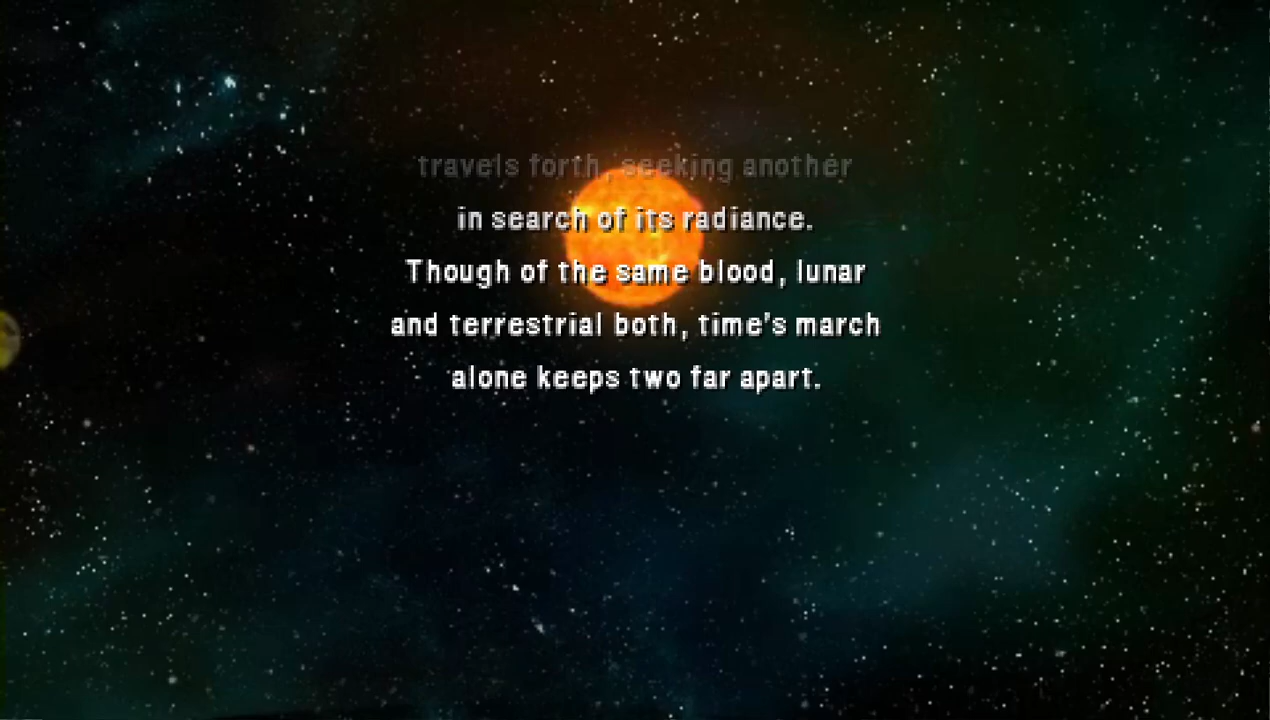 travels forth, seeking another
in search of its radiance.
Though of the same blood, lunar
and terrestrial both, time's march
alone keeps two far apart.